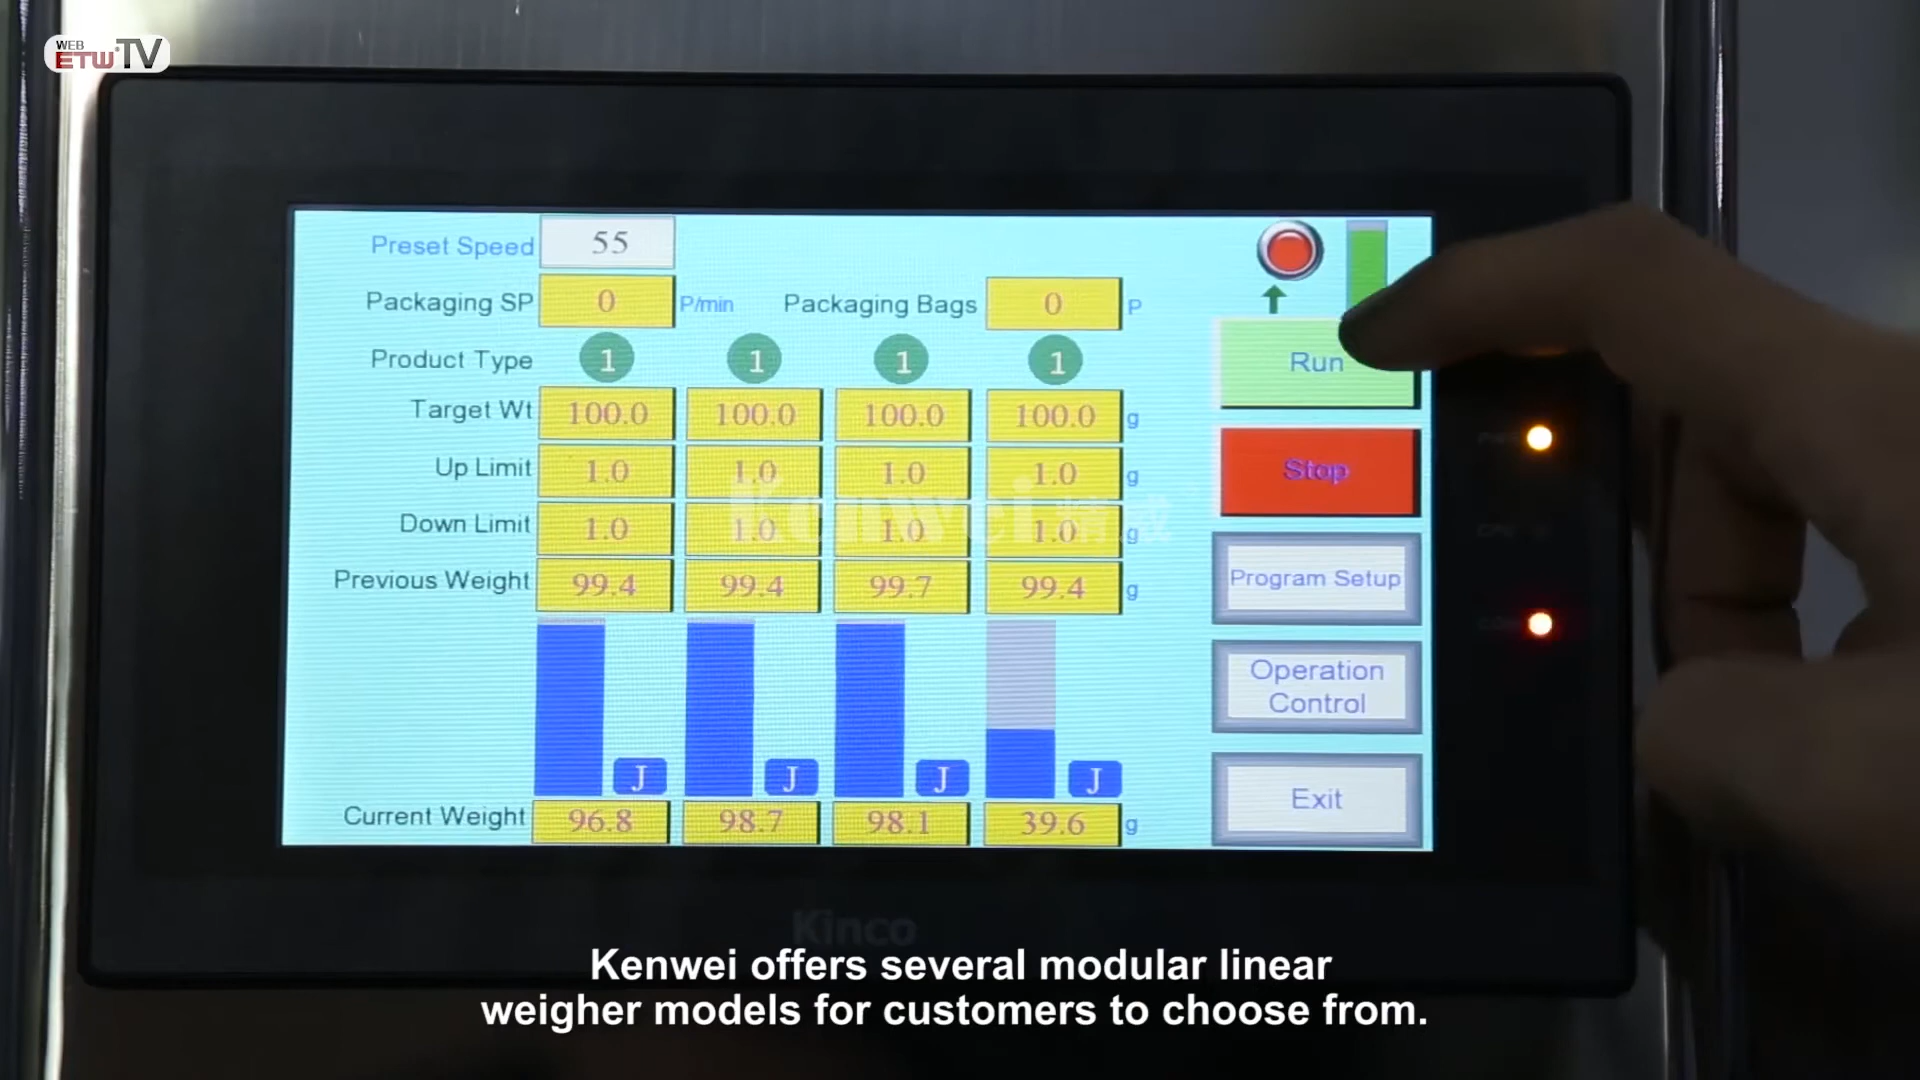 WEB
ETW TV
Preset Speed 55
Packaging SP 0 P/min Packaging Bags 0 P
Product Type 1 1 1 1
Target Wt 100.0 100.0 100.0 100.0 g
Up Limit 1.0 1.0 1.0 1.0 g
Down Limit 1.0 1.0 1.0 1.0 g
Previous Weight 99.4 99.4 99.7 99.4 g
J J J J
Current Weight 96.8 98.7 98.1 39.6 g
Run
Stop
Program Setup
Operation
Control
Exit
Kenwei 精威
Kinco
Kenwei offers several modular linear
weigher models for customers to choose from.